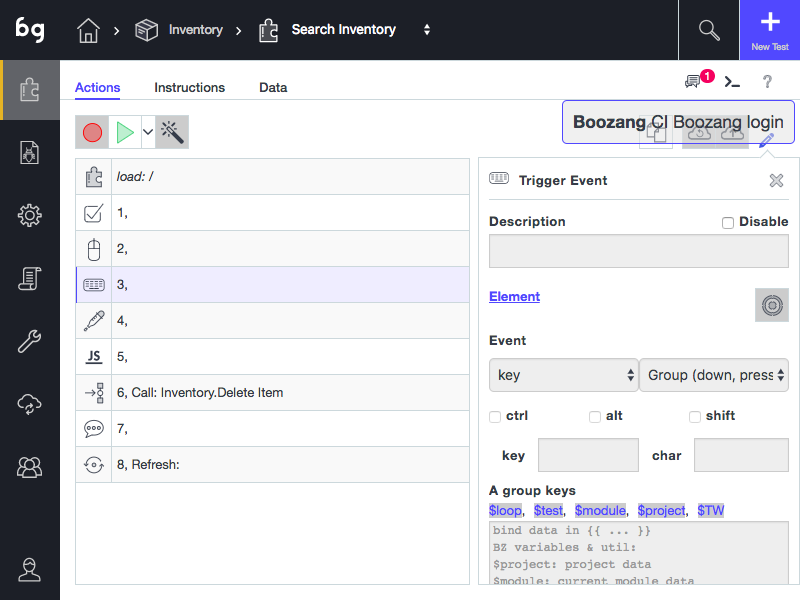 bg
Inventory
Search Inventory
New Test
Actions
Instructions
Data
1
?
Boozang CI Boozang login
load: /
1,
2,
3,
4,
JS
5,
6, Call: Inventory.Delete Item
7,
8, Refresh:
Trigger Event
Description
Disable
Element
Event
key
Group (down, press
ctrl
alt
shift
key
char
A group keys
$loop, $test, $module, $project, $TW
bind data in {{ ... }}
BZ variables & util:
$project: project data
$module: current module data